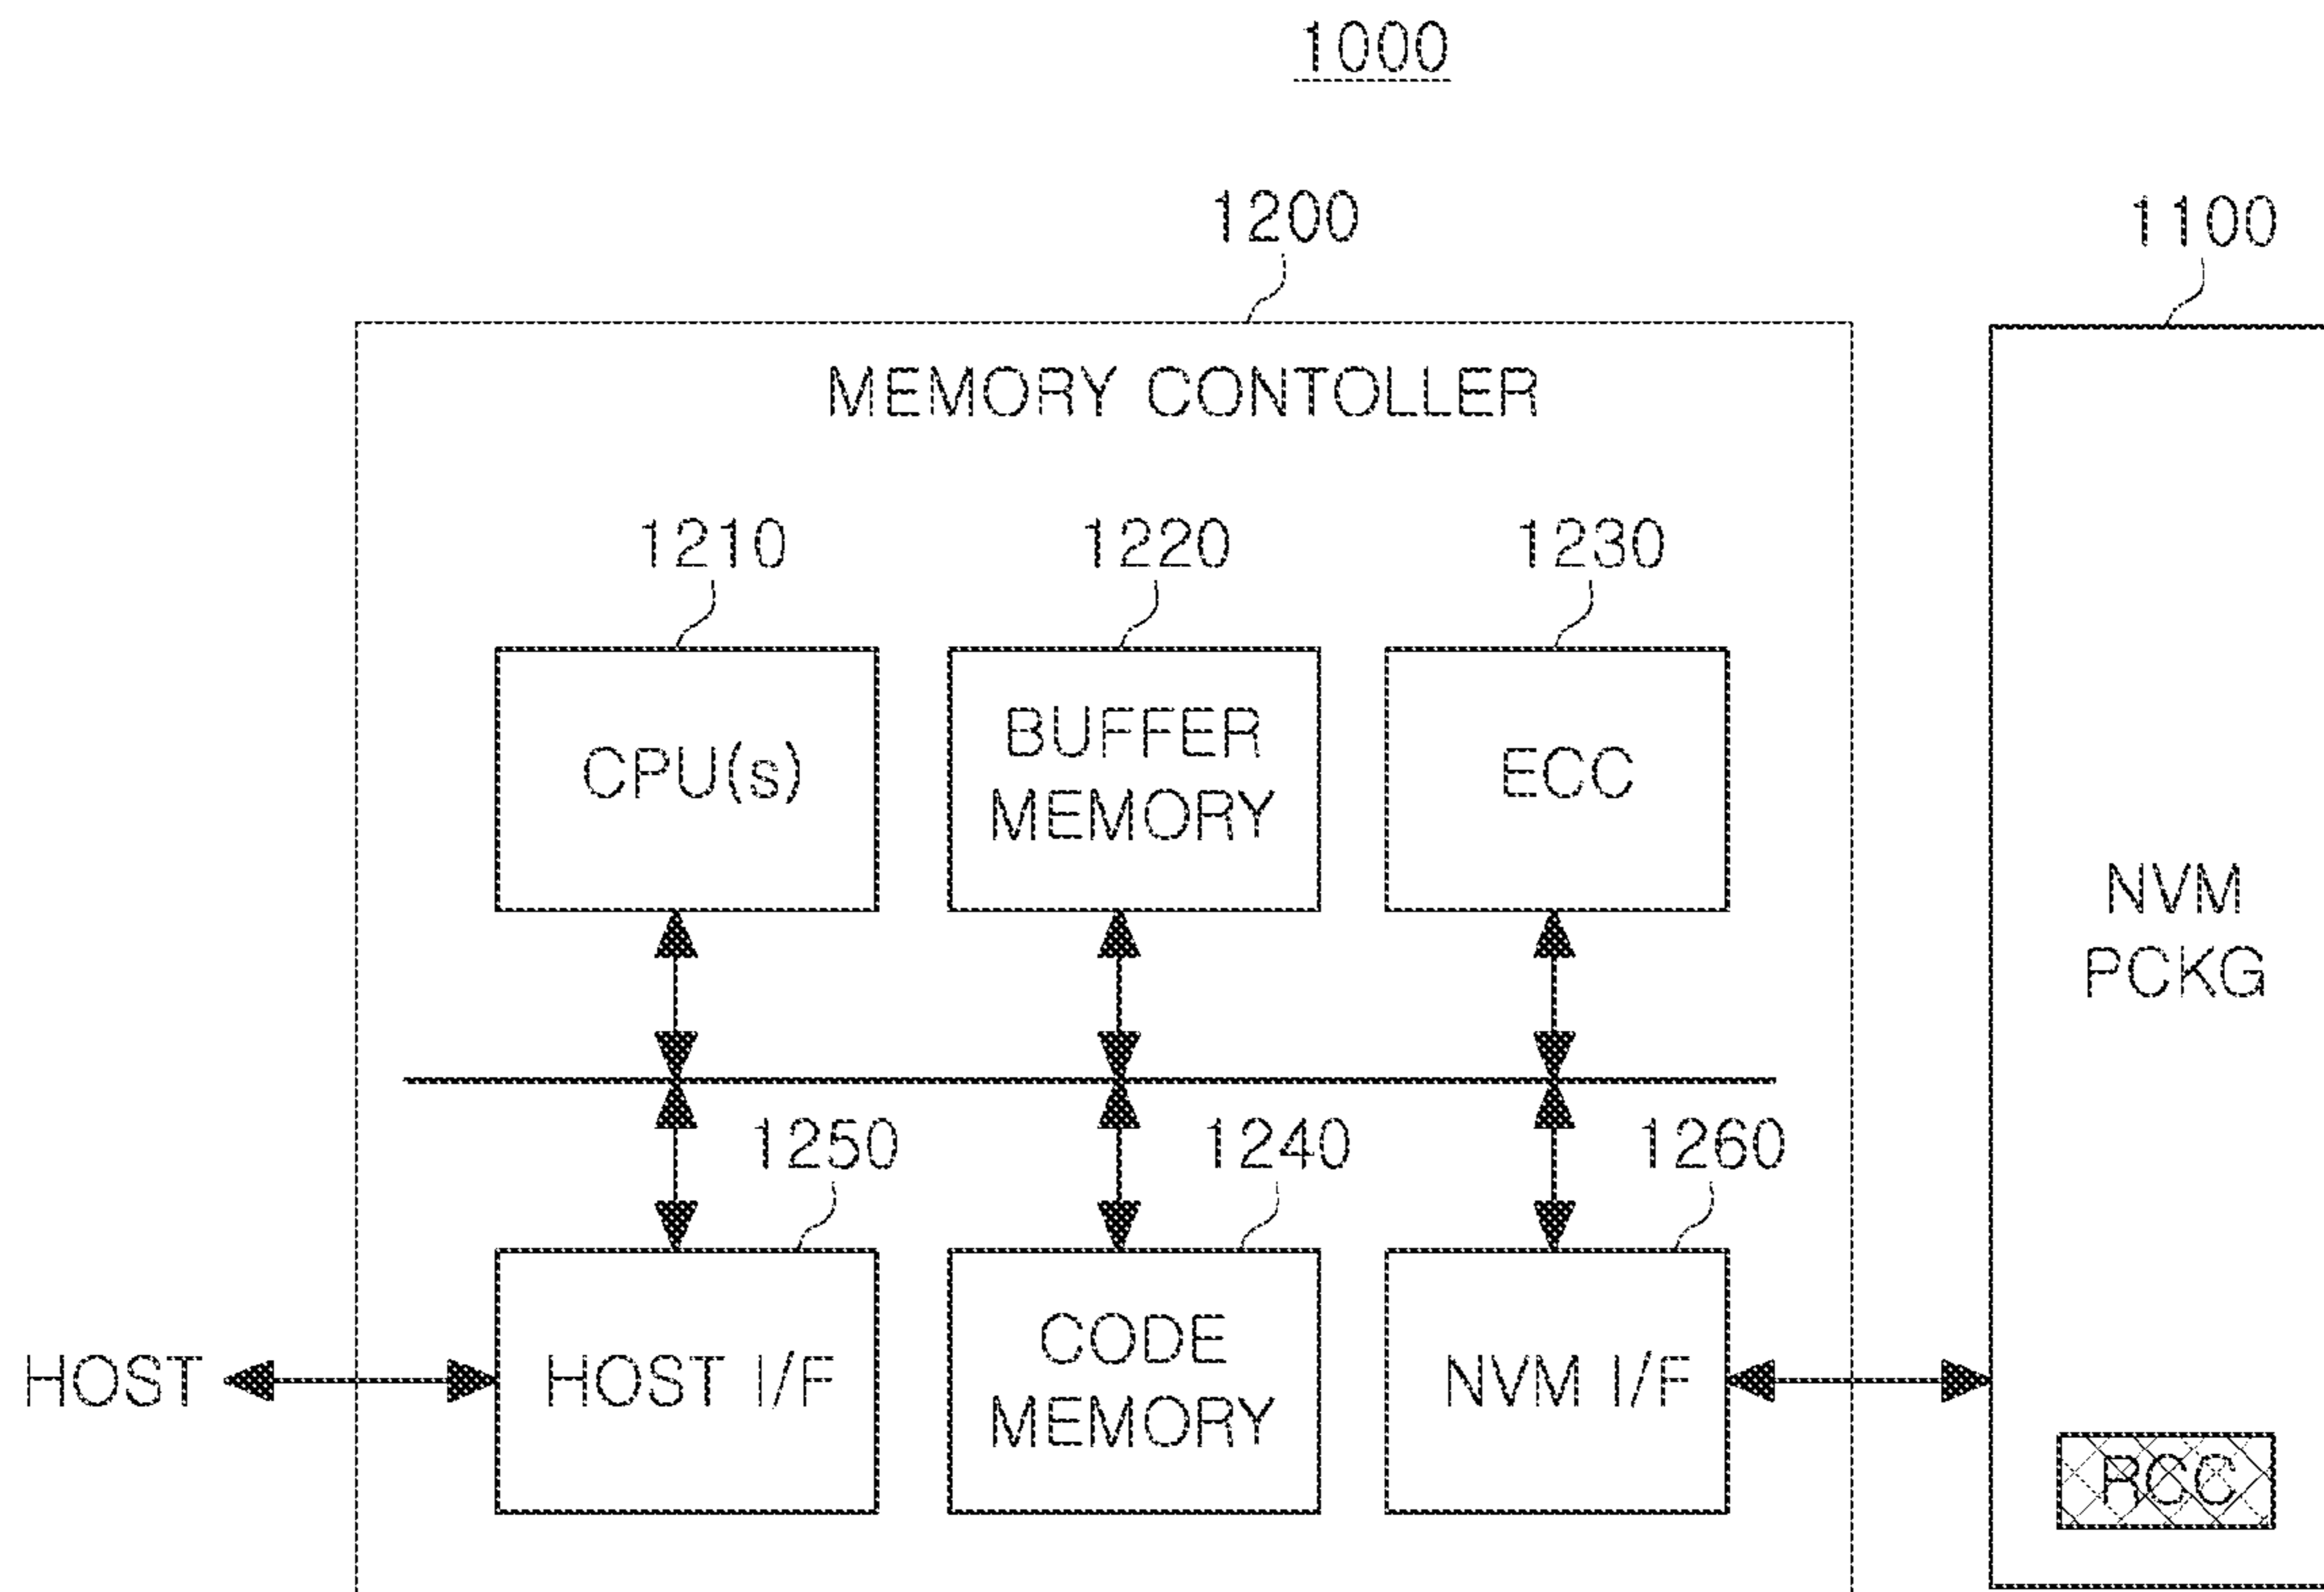 1000
1200
1100
MEMORY CONTOLLER
1210
1220
1230
CPU(s)
BUFFER
MEMORY
ECC
NVM
PCKG
1250
1240
1260
HOST
HOST I/F
CODE
MEMORY
NVM I/F
RCC